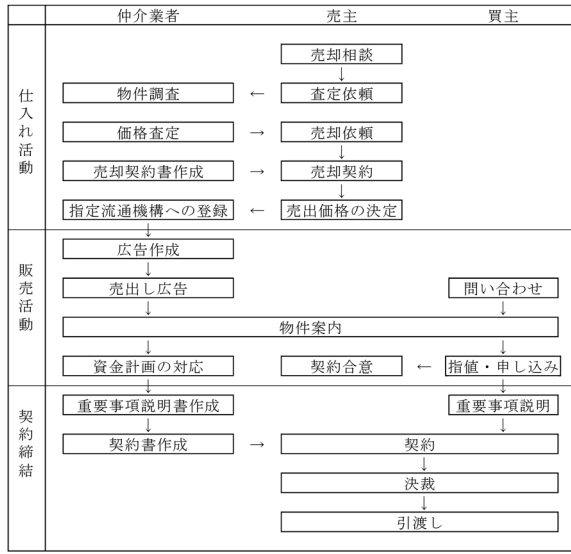 仲介業者 売主 買主
仕入れ活動
売却相談
↓
物件調査 ← 査定依頼
価格査定 → 売却依頼
↓
売却契約書作成 → 売却契約
↓
指定流通機構への登録 ← 売出価格の決定
↓
販売活動
広告作成
↓
売出し広告 問い合わせ
↓ ↓
物件案内
↓ ↓
資金計画の対応 契約合意 ← 指値・申し込み
↓
契約締結
重要事項説明書作成 重要事項説明
↓ ↓
契約書作成 → 契約
↓
決裁
↓
引渡し